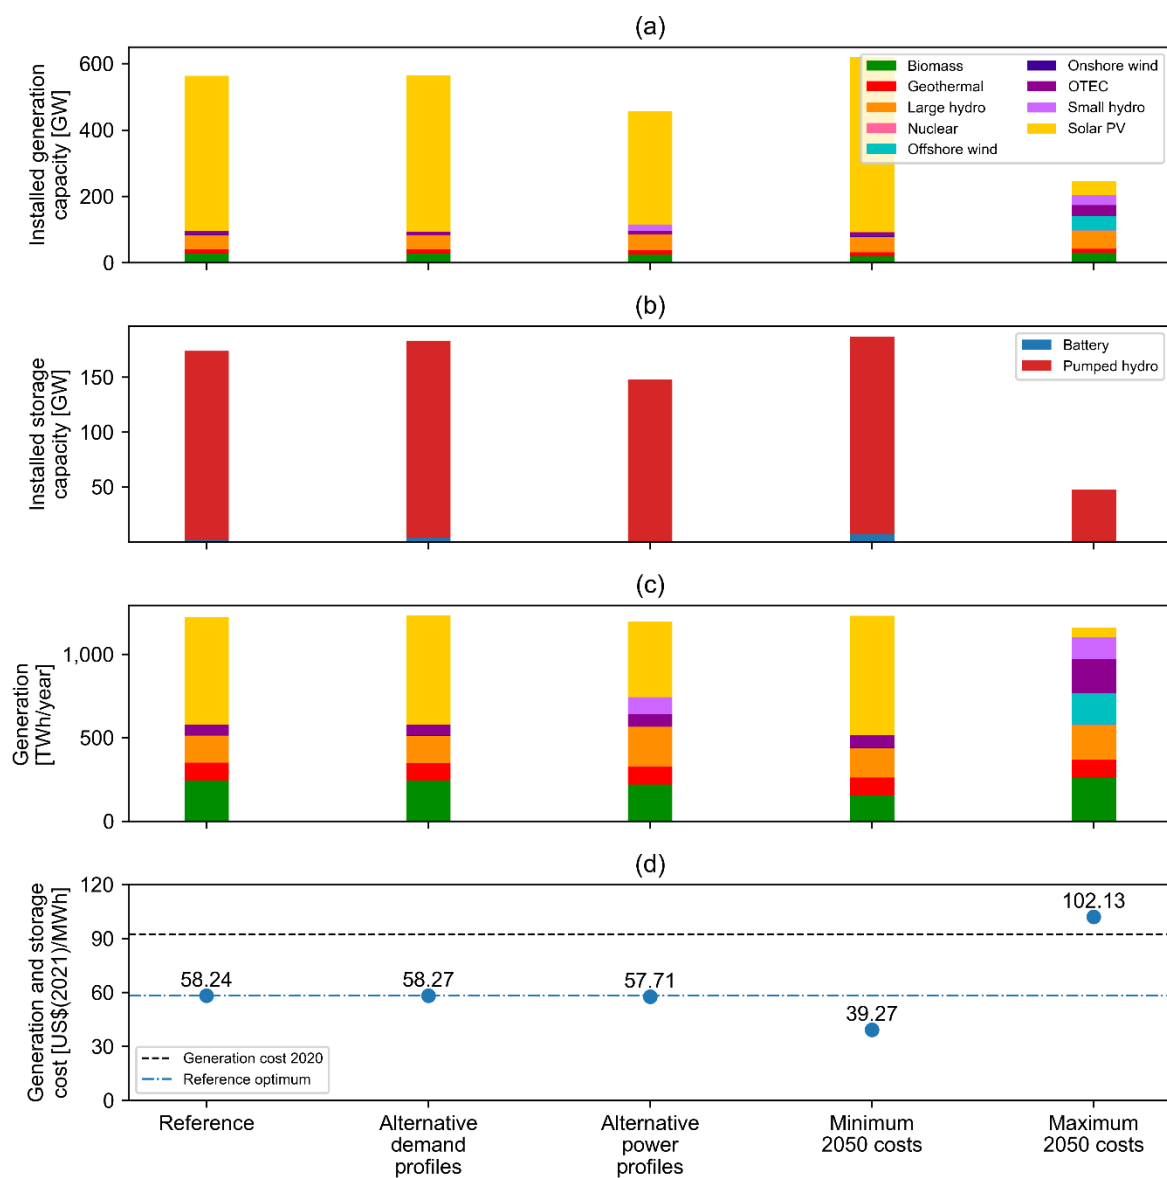 (a)
Installed generation
capacity [GW]
600
400
200
0
Biomass
Geothermal
Large hydro
Nuclear
Offshore wind
Onshore wind
OTEC
Small hydro
Solar PV
(b)
Installed storage
capacity [GW]
150
100
50
Battery
Pumped hydro
(c)
Generation
[TWh/year]
1,000
500
0
(d)
Generation and storage
cost [US$(2021)/MWh]
120
90
60
30
0
58.24
58.27
57.71
39.27
102.13
Generation cost 2020
Reference optimum
Reference
Alternative
demand
profiles
Alternative
power
profiles
Minimum
2050 costs
Maximum
2050 costs